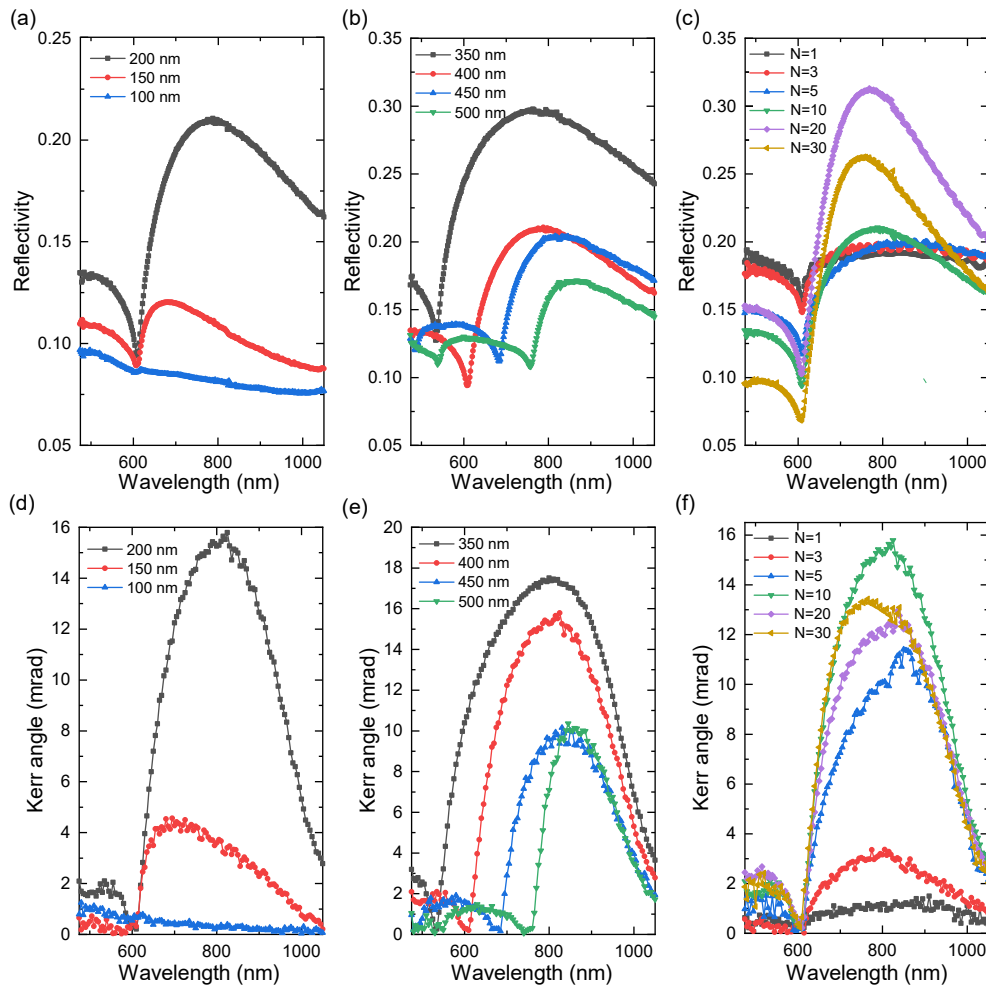 (a)
0.25
0.20
0.15
0.10
0.05
Reflectivity
200 nm
150 nm
100 nm
600 800 1000
Wavelength (nm)
(b)
0.35
0.30
0.25
0.20
0.15
0.10
0.05
Reflectivity
350 nm
400 nm
450 nm
500 nm
600 800 1000
Wavelength (nm)
(c)
0.35
0.30
0.25
0.20
0.15
0.10
0.05
Reflectivity
N=1
N=3
N=5
N=10
N=20
N=30
600 800 1000
Wavelength (nm)
(d)
16
14
12
10
8
6
4
2
0
Kerr angle (mrad)
200 nm
150 nm
100 nm
600 800 1000
Wavelength (nm)
(e)
20
18
16
14
12
10
8
6
4
2
0
Kerr angle (mrad)
350 nm
400 nm
450 nm
500 nm
600 800 1000
Wavelength (nm)
(f)
16
14
12
10
8
6
4
2
0
Kerr angle (mrad)
N=1
N=3
N=5
N=10
N=20
N=30
600 800 1000
Wavelength (nm)